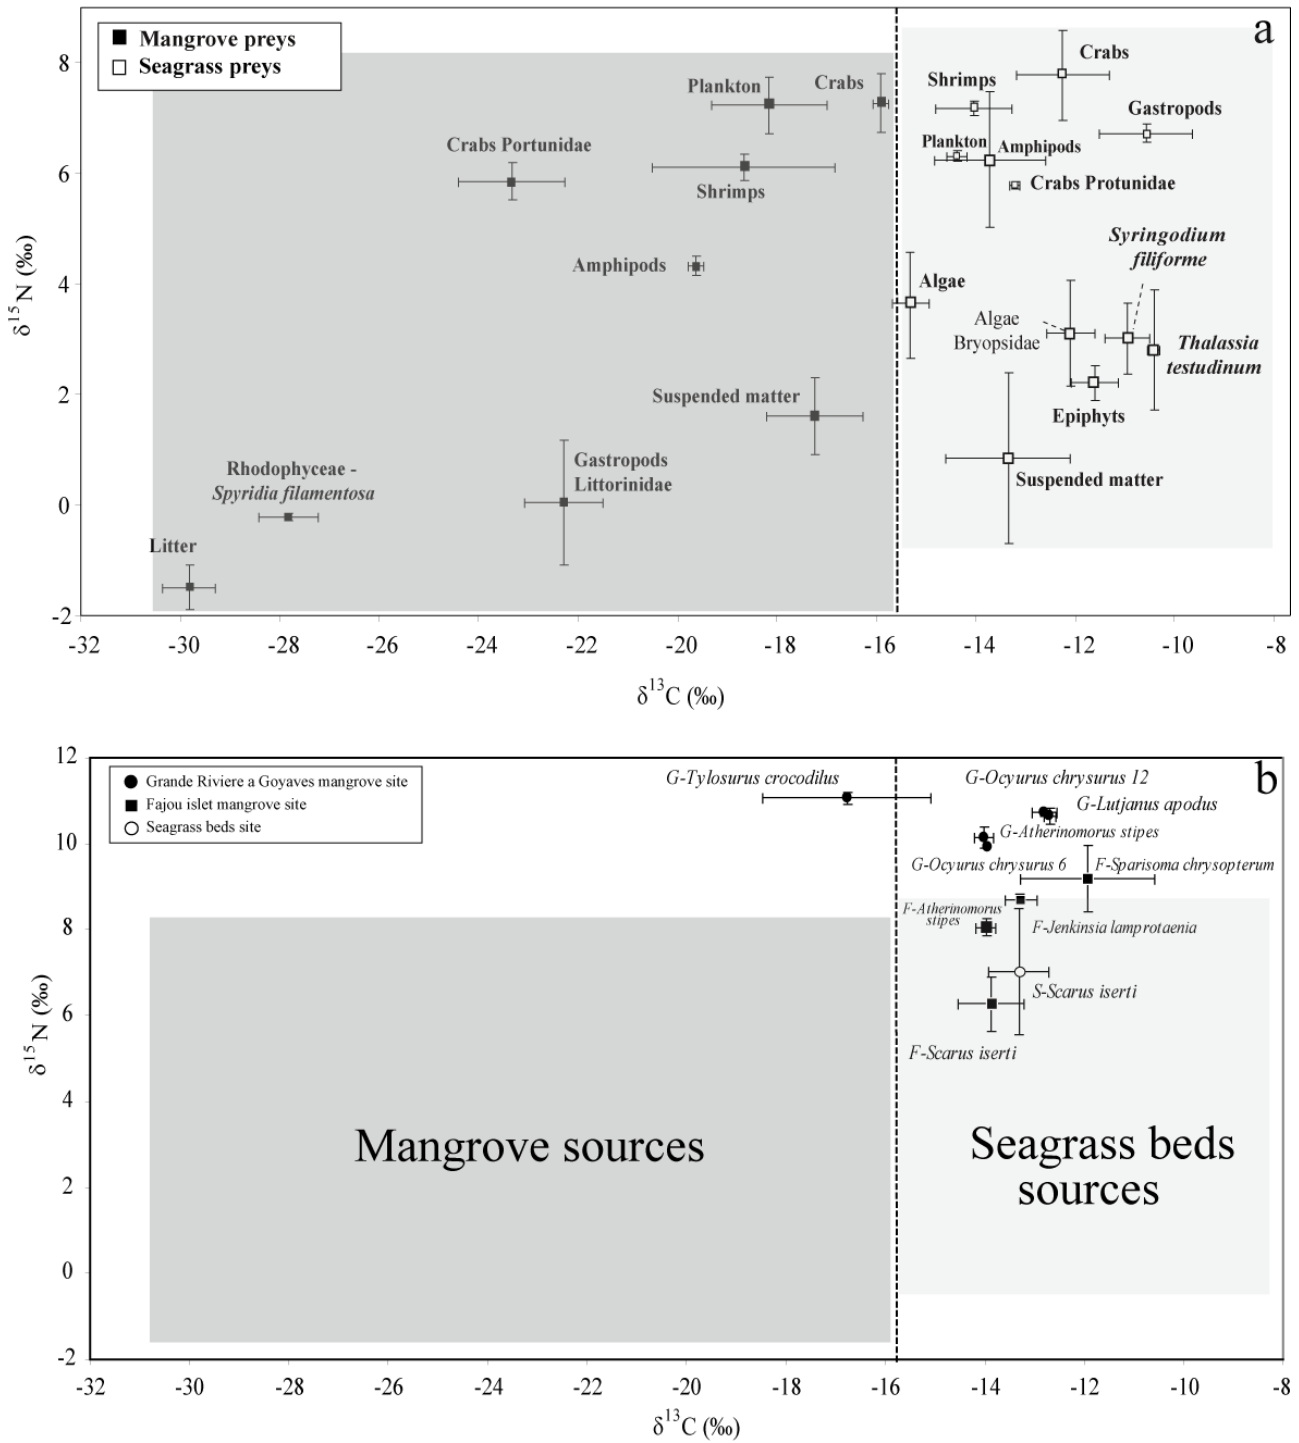 a
Mangrove preys
Seagrass preys
8
6
4
2
0
-2
δ15N (‰)
Plankton
Crabs
Crabs Portunidae
Shrimps
Amphipods
Suspended matter
Gastropods
Littorinidae
Rhodophyceae -
Spyridia filamentosa
Litter
Crabs
Shrimps
Gastropods
Plankton
Amphipods
Crabs Protunidae
Syringodium
filiforme
Algae
Algae
Bryopsidae
Thalassia
testudinum
Epiphyts
Suspended matter
-32 -30 -28 -26 -24 -22 -20 -18 -16 -14 -12 -10 -8
δ13C (‰)
b
Grande Riviere a Goyaves mangrove site
Fajou islet mangrove site
Seagrass beds site
12
10
8
6
4
2
0
-2
δ15N (‰)
G-Tylosurus crocodilus
G-Ocyurus chrysurus 12
G-Lutjanus apodus
G-Atherinomorus stipes
G-Ocyurus chrysurus 6
F-Sparisoma chrysopterum
F-Atherinomorus
stipes
F-Jenkinsia lamprotaenia
S-Scarus iserti
F-Scarus iserti
Mangrove sources
Seagrass beds
sources
-32 -30 -28 -26 -24 -22 -20 -18 -16 -14 -12 -10 -8
δ13C (‰)